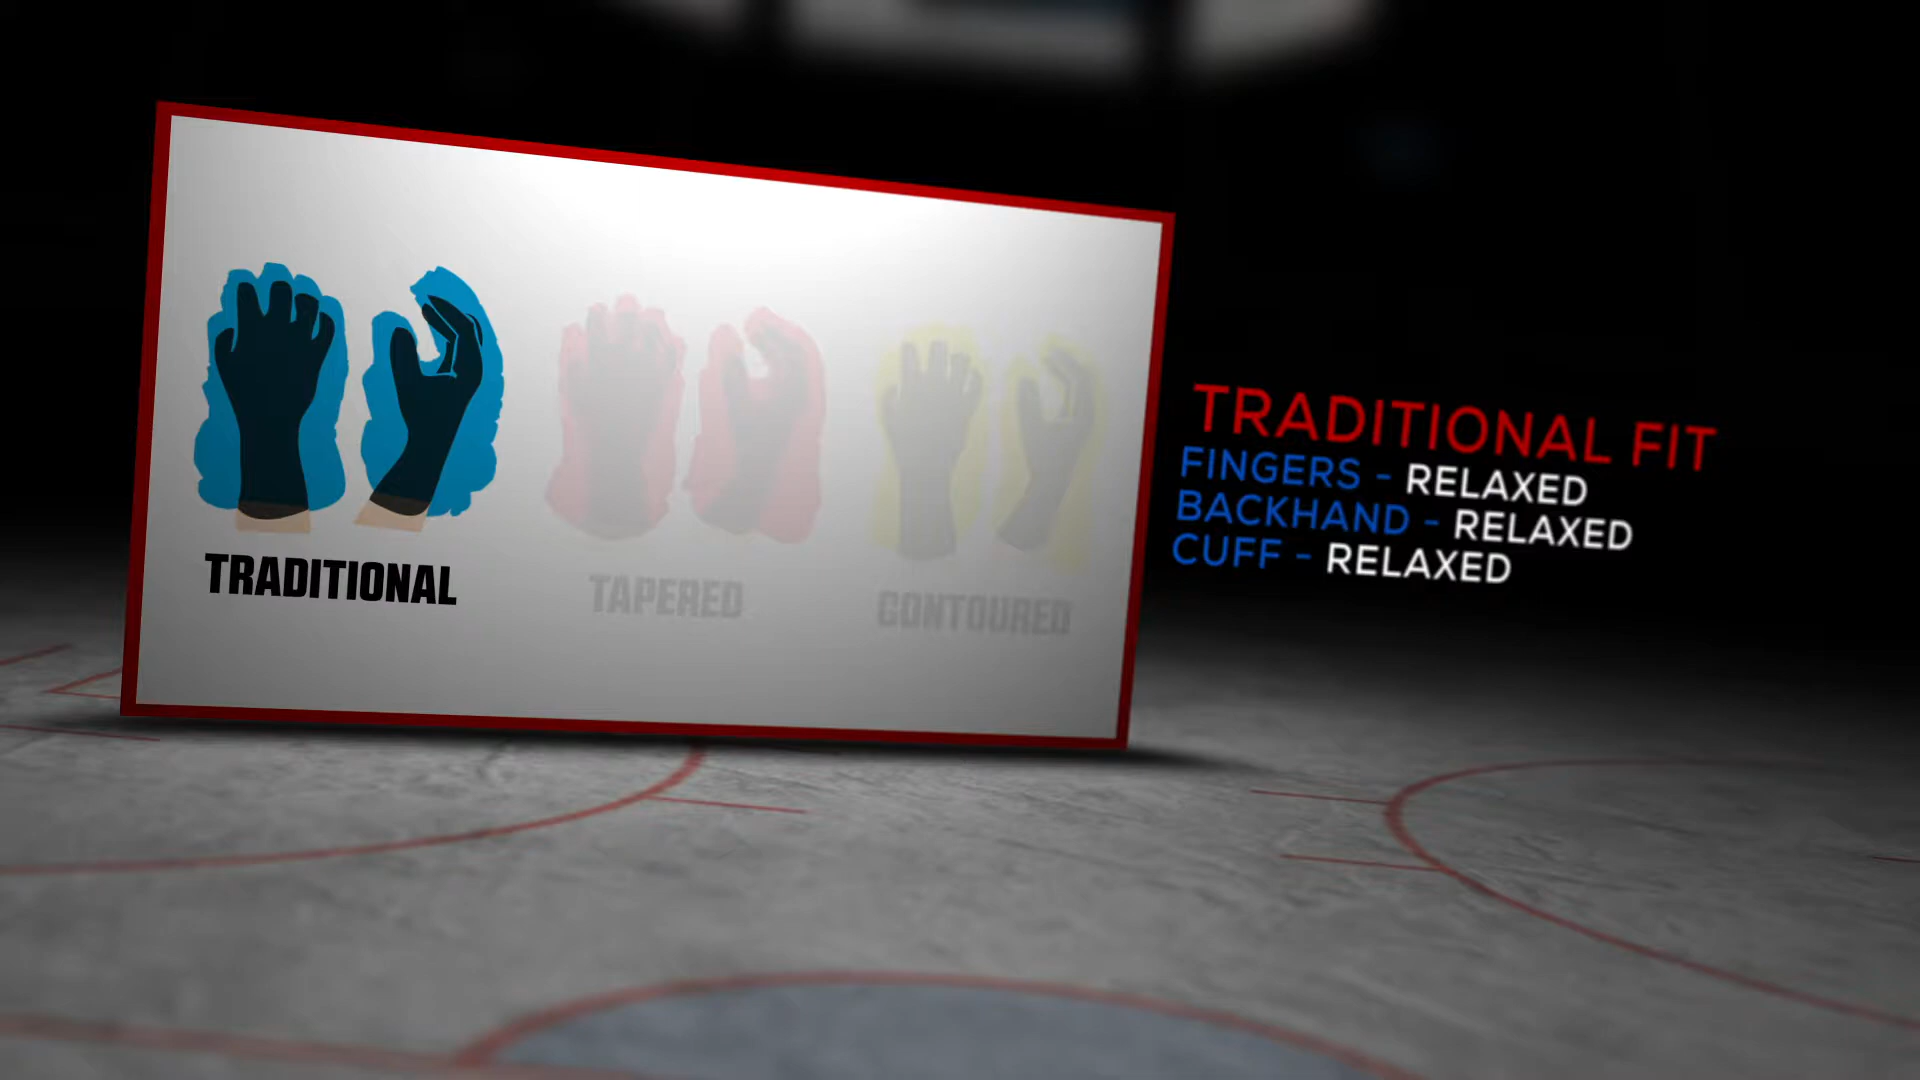 TRADITIONAL
TAPERED
CONTOURED
TRADITIONAL FIT
FINGERS - RELAXED
BACKHAND - RELAXED
CUFF - RELAXED